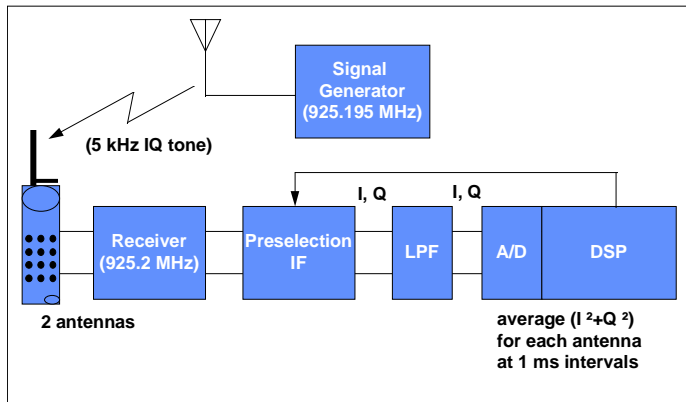 Signal
Generator
(925.195 MHz)
(5 kHz IQ tone)
I, Q
I, Q
Receiver
(925.2 MHz)
Preselection
IF
LPF
A/D
DSP
2 antennas
average (I ²+Q ²)
for each antenna
at 1 ms intervals